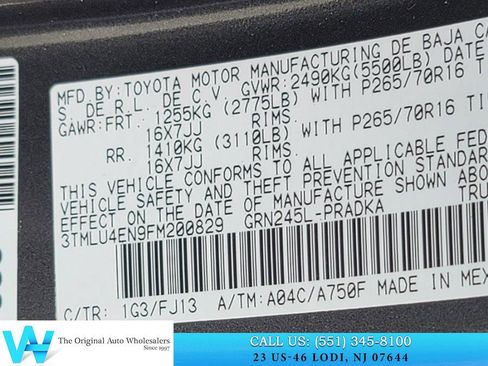 MFD.BY:TOYOTA MOTOR MANUFACTURING DE BAJA CA
S. DE R.L. DE C.V. GVWR:2490KG(5500LB) DATE
GAWR:FRT. 1255KG (2775LB) WITH P265/70R16 TI
16X7JJ RIMS.
RR. 1410KG (3110LB) WITH P265/70R16 TI
16X7JJ RIMS.
THIS VEHICLE CONFORMS TO ALL APPLICABLE
VEHICLE SAFETY AND THEFT PREVENTION STANDAR
EFFECT ON THE DATE OF MANUFACTURE SHOWN ABO
3TMLU4EN9FM200829 GRN245L-PRADKA TRU
C/TR: 1G3/FJ13 A/TM:A04C/A750F MADE IN MEX
The Original Auto Wholesalers
Since 1997
CALL US: (551) 345-8100
23 US-46 LODI, NJ 07644